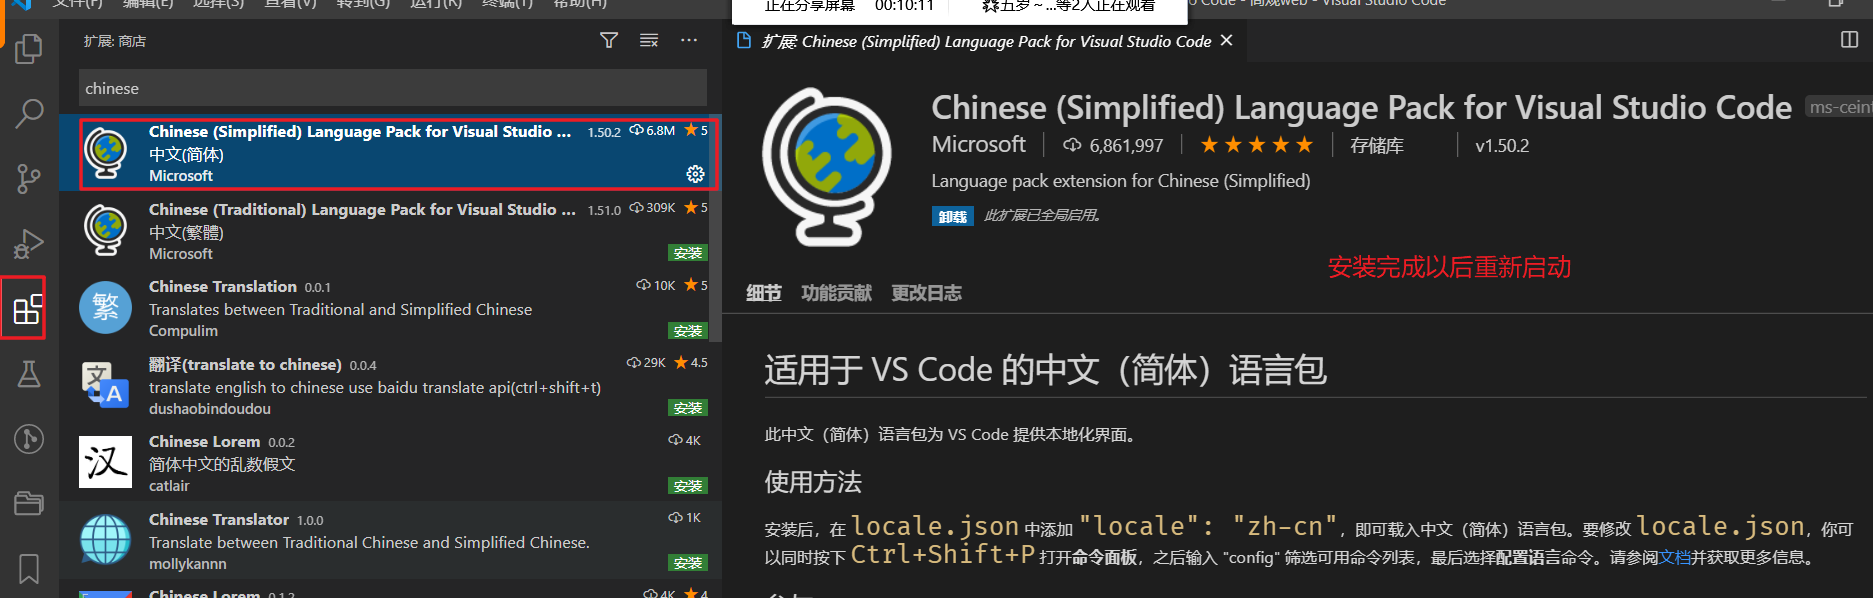 文件(F) 编辑(E) 选择(S) 查看(V) 转到(G) 运行(R) 终端(T) 帮助(H)
正在分享屏幕 00:10:11 五岁～...等2人正在观看
Code - 尚观web - Visual Studio Code
扩展: 商店
chinese
Chinese (Simplified) Language Pack for Visual Studio ... 1.50.2 6.8M 5
中文(简体)
Microsoft
Chinese (Traditional) Language Pack for Visual Studio ... 1.51.0 309K 5
中文(繁體)
Microsoft 安装
繁
Chinese Translation 0.0.1 10K 5
Translates between Traditional and Simplified Chinese
Compulim 安装
文 A
翻译(translate to chinese) 0.0.4 29K 4.5
translate english to chinese use baidu translate api(ctrl+shift+t)
dushaobindoudou 安装
汉
Chinese Lorem 0.0.2 4K
简体中文的乱数假文
catlair 安装
Chinese Translator 1.0.0 1K
Translate between Traditional Chinese and Simplified Chinese.
mollykannn 安装
Chinese Lorem 0.1.2 4K 4
扩展: Chinese (Simplified) Language Pack for Visual Studio Code
Chinese (Simplified) Language Pack for Visual Studio Code ms-cein
Microsoft 6,861,997 存储库 v1.50.2
Language pack extension for Chinese (Simplified)
卸载 此扩展已全局启用。
安装完成以后重新启动
细节 功能贡献 更改日志
适用于 VS Code 的中文（简体）语言包
此中文（简体）语言包为 VS Code 提供本地化界面。
使用方法
安装后，在 locale.json 中添加 "locale": "zh-cn"，即可载入中文（简体）语言包。要修改 locale.json，你可
以同时按下 Ctrl+Shift+P 打开命令面板，之后输入 "config" 筛选可用命令列表，最后选择配置语言命令。请参阅文档并获取更多信息。